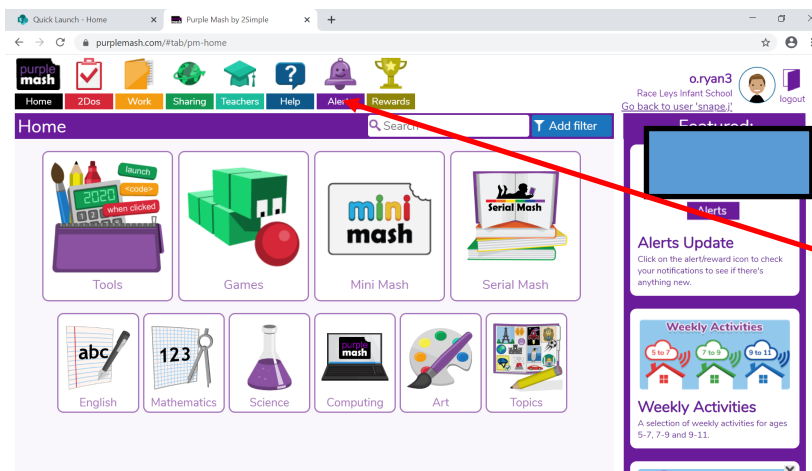 Quick Launch - Home
Purple Mash by 2Simple
purplemash.com/#tab/pm-home
purple
mash
Home 2Dos Work Sharing Teachers Help Rewards
o.ryan3
Race Leys Infant School
Go back to user 'snape.j'
logout
Home
Search
Add filter
launch
2020
<code>
1 2
when clicked
Tools
Games
mini
mash
Mini Mash
Serial Mash
Serial Mash
abc
English
123
Mathematics
Science
purple
mash
Computing
Art
Topics
Alerts
Alerts Update
Click on the alert/reward icon to check
your notifications to see if there's
anything new.
Weekly Activities
5 to 7 7 to 9 9 to 11
Weekly Activities
A selection of weekly activities for ages
5-7, 7-9 and 9-11.